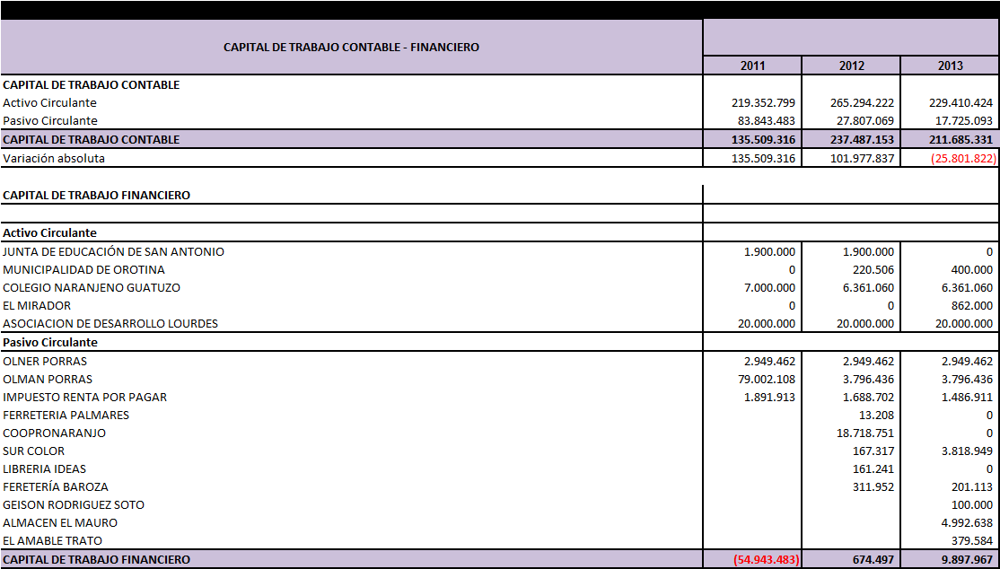 CAPITAL DE TRABAJO CONTABLE - FINANCIERO
2011 2012 2013
CAPITAL DE TRABAJO CONTABLE
Activo Circulante 219.352.799 265.294.222 229.410.424
Pasivo Circulante 83.843.483 27.807.069 17.725.093
CAPITAL DE TRABAJO CONTABLE 135.509.316 237.487.153 211.685.331
Variación absoluta 135.509.316 101.977.837 (25.801.822)
CAPITAL DE TRABAJO FINANCIERO
Activo Circulante
JUNTA DE EDUCACIÓN DE SAN ANTONIO 1.900.000 1.900.000 0
MUNICIPALIDAD DE OROTINA 0 220.506 400.000
COLEGIO NARANJENO GUATUZO 7.000.000 6.361.060 6.361.060
EL MIRADOR 0 0 862.000
ASOCIACION DE DESARROLLO LOURDES 20.000.000 20.000.000 20.000.000
Pasivo Circulante
OLNER PORRAS 2.949.462 2.949.462 2.949.462
OLMAN PORRAS 79.002.108 3.796.436 3.796.436
IMPUESTO RENTA POR PAGAR 1.891.913 1.688.702 1.486.911
FERRETERIA PALMARES 13.208 0
COOPRONARANJO 18.718.751 0
SUR COLOR 167.317 3.818.949
LIBRERIA IDEAS 161.241 0
FERETERÍA BAROZA 311.952 201.113
GEISON RODRIGUEZ SOTO 100.000
ALMACEN EL MAURO 4.992.638
EL AMABLE TRATO 379.584
CAPITAL DE TRABAJO FINANCIERO (54.943.483) 674.497 9.897.967